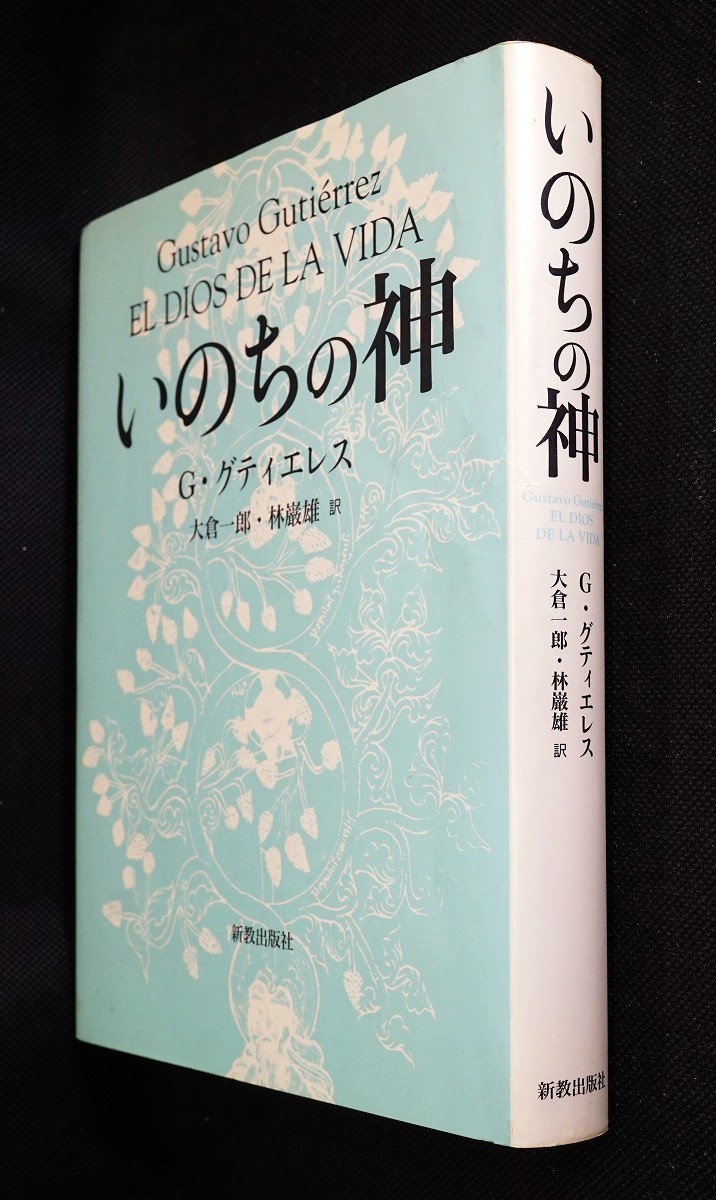 Gustavo Gutiérrez
EL DIOS DE LA VIDA
いのちの神
G・グティエレス
大倉一郎・林巌雄 訳
新教出版社
いのちの神
Gustavo Gutiérrez
EL DIOS
DE LA VIDA
G・グティエレス
大倉一郎・林巌雄 訳
新教出版社